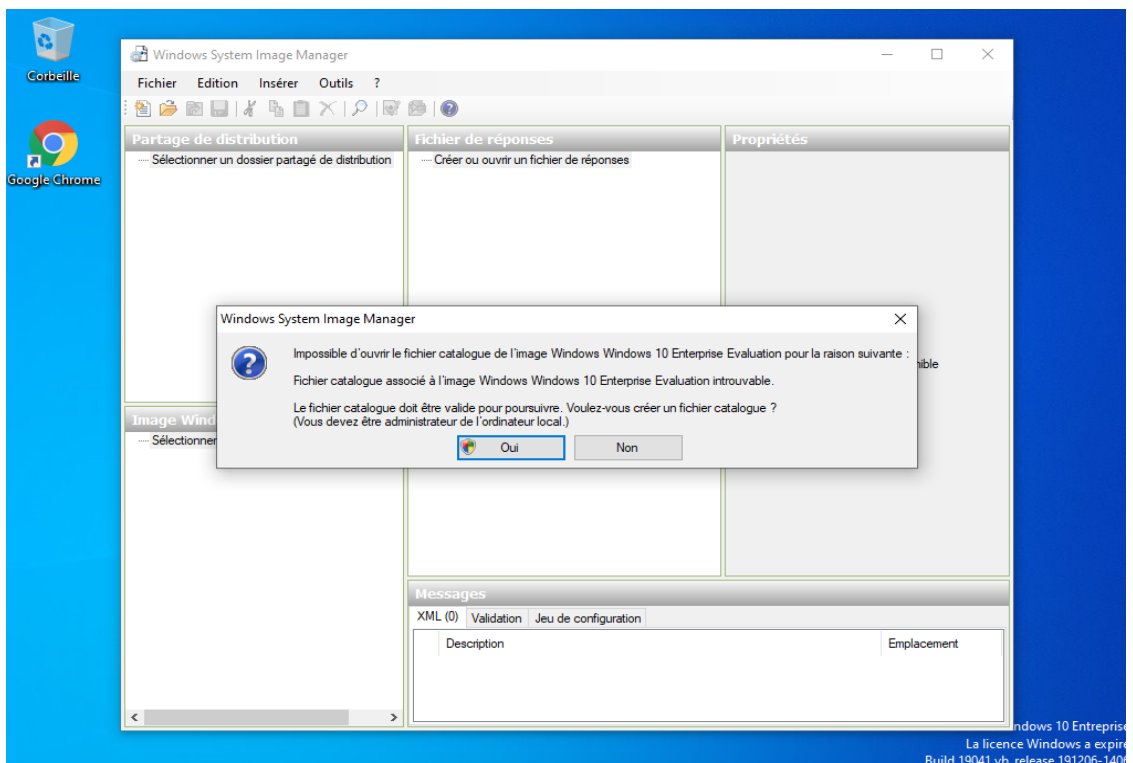 Corbeille
Google Chrome
Windows System Image Manager
Fichier Edition Insérer Outils ?
Partage de distribution
Sélectionner un dossier partagé de distribution
Fichier de réponses
Créer ou ouvrir un fichier de réponses
Propriétés
Windows System Image Manager
Impossible d'ouvrir le fichier catalogue de l'image Windows Windows 10 Enterprise Evaluation pour la raison suivante :
Fichier catalogue associé à l'image Windows Windows 10 Enterprise Evaluation introuvable.
Le fichier catalogue doit être valide pour poursuivre. Voulez-vous créer un fichier catalogue ?
(Vous devez être administrateur de l'ordinateur local.)
Oui Non
nible
Image Wind
Sélectionner
Messages
XML (0) Validation Jeu de configuration
Description Emplacement
ndows 10 Entreprise
La licence Windows a expiré
Build 19041.vb_release.191206-1406